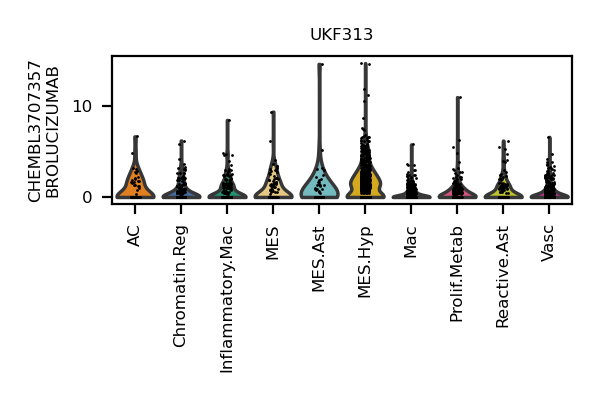 UKF313
CHEMBL3707357
BROLUCIZUMAB
10
0
AC
Chromatin.Reg
Inflammatory.Mac
MES
MES.Ast
MES.Hyp
Mac
Prolif.Metab
Reactive.Ast
Vasc